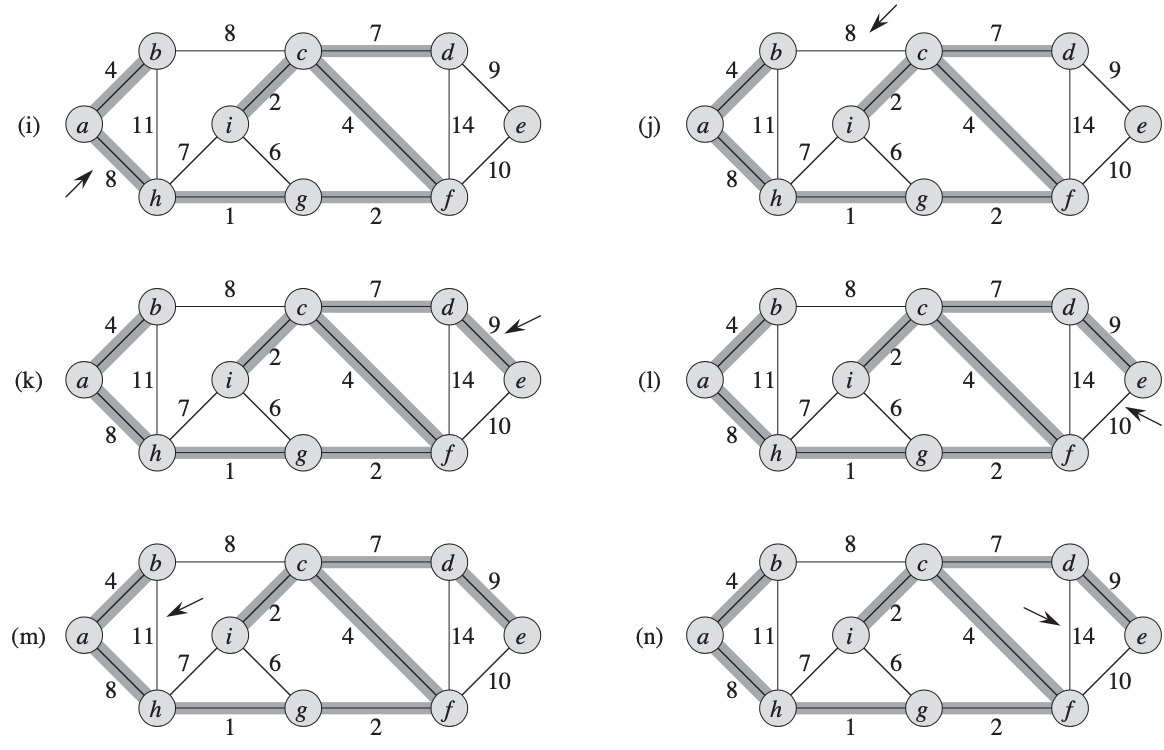 8 7 8 7
b c d b c d
4 9 4 9
2 2
(i) a 11 i 4 14 e (j) a 11 i 4 14 e
7 6 7 6
8 10 8 10
h g f h g f
1 2 1 2
8 7 8 7
b c d b c d
4 9 4 9
2 2
(k) a 11 i 4 14 e (l) a 11 i 4 14 e
7 6 7 6
8 10 8 10
h g f h g f
1 2 1 2
8 7 8 7
b c d b c d
4 9 4 9
2 2
(m) a 11 i 4 14 e (n) a 11 i 4 14 e
7 6 7 6
8 10 8 10
h g f h g f
1 2 1 2